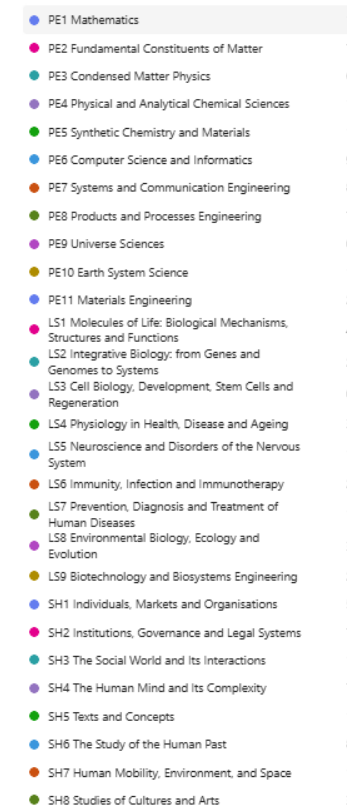 PE1 Mathematics
PE2 Fundamental Constituents of Matter
PE3 Condensed Matter Physics
PE4 Physical and Analytical Chemical Sciences
PE5 Synthetic Chemistry and Materials
PE6 Computer Science and Informatics
PE7 Systems and Communication Engineering
PE8 Products and Processes Engineering
PE9 Universe Sciences
PE10 Earth System Science
PE11 Materials Engineering
LS1 Molecules of Life: Biological Mechanisms,
Structures and Functions
LS2 Integrative Biology: from Genes and
Genomes to Systems
LS3 Cell Biology, Development, Stem Cells and
Regeneration
LS4 Physiology in Health, Disease and Ageing
LS5 Neuroscience and Disorders of the Nervous
System
LS6 Immunity, Infection and Immunotherapy
LS7 Prevention, Diagnosis and Treatment of
Human Diseases
LS8 Environmental Biology, Ecology and
Evolution
LS9 Biotechnology and Biosystems Engineering
SH1 Individuals, Markets and Organisations
SH2 Institutions, Governance and Legal Systems
SH3 The Social World and Its Interactions
SH4 The Human Mind and Its Complexity
SH5 Texts and Concepts
SH6 The Study of the Human Past
SH7 Human Mobility, Environment, and Space
SH8 Studies of Cultures and Arts